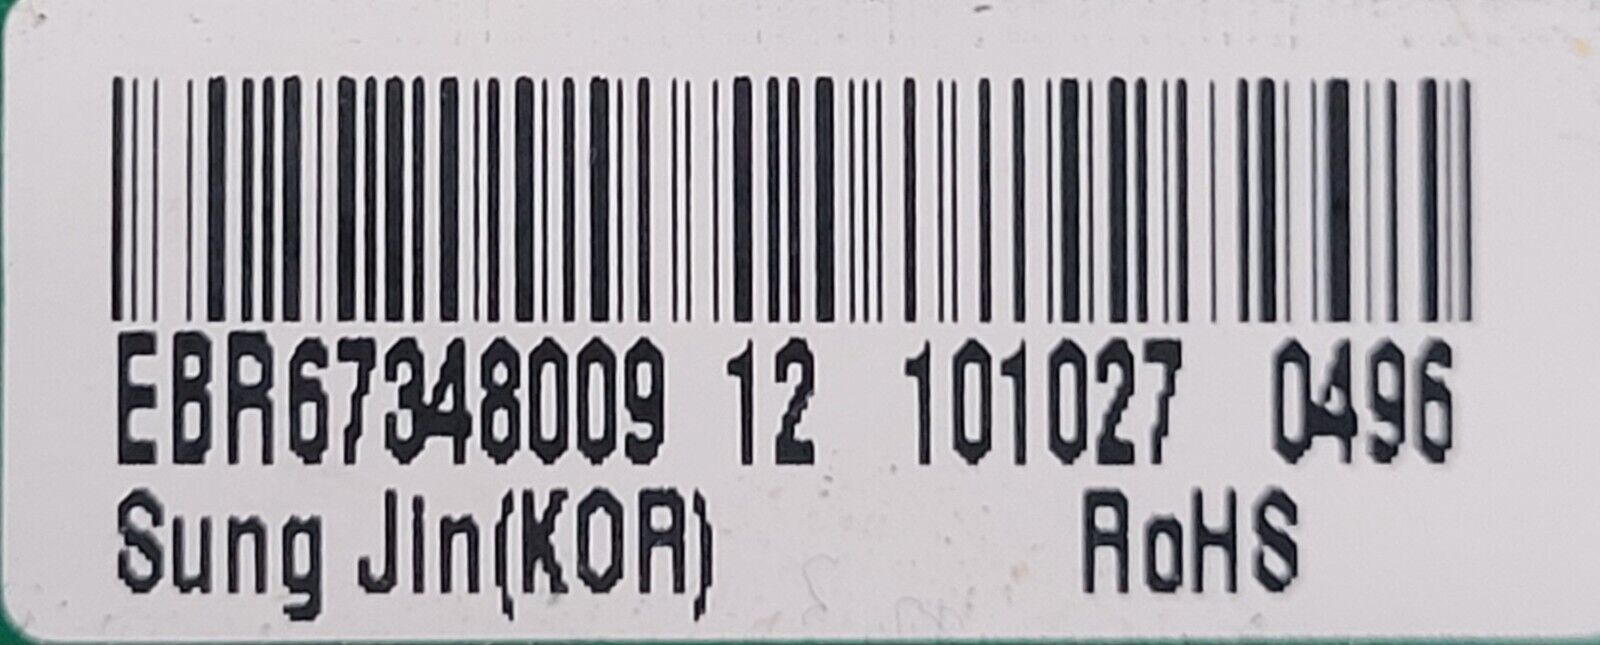 EBR67348009 12 101027 0496
Sung Jin(KOR) RoHS